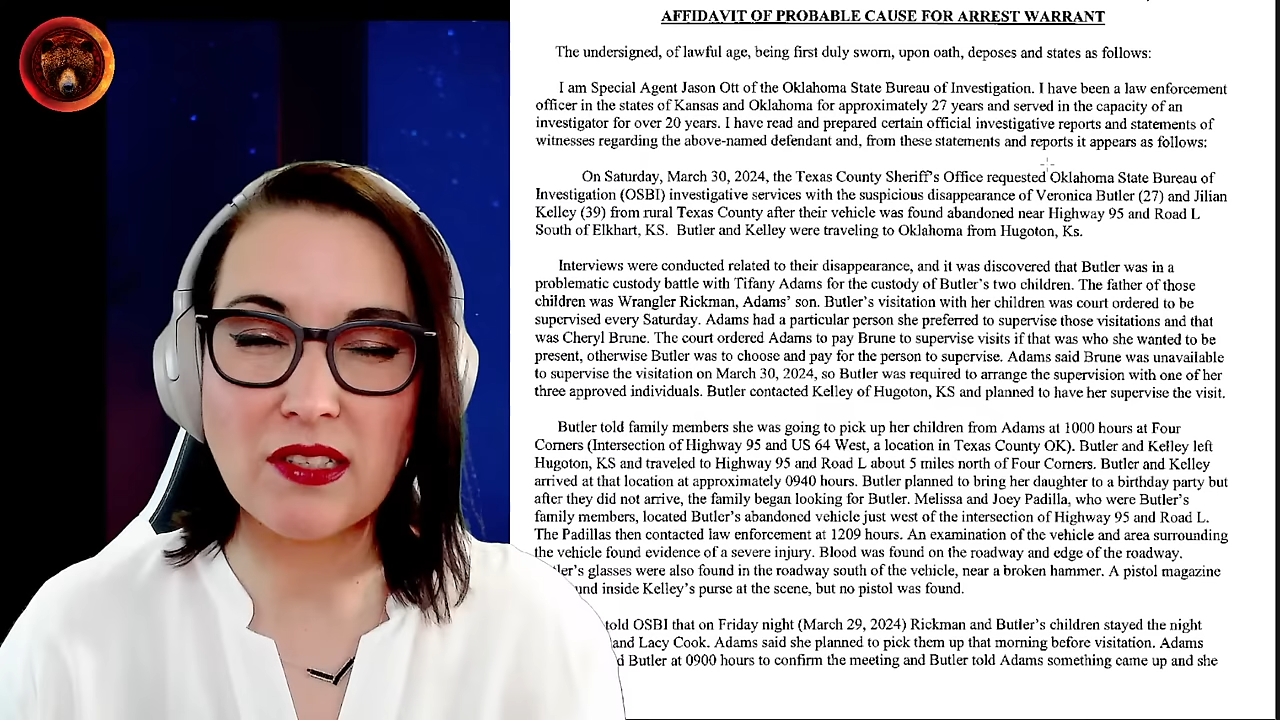 AFFIDAVIT OF PROBABLE CAUSE FOR ARREST WARRANT
The undersigned, of lawful age, being first duly sworn, upon oath, deposes and states as follows:
I am Special Agent Jason Ott of the Oklahoma State Bureau of Investigation. I have been a law enforcement
officer in the states of Kansas and Oklahoma for approximately 27 years and served in the capacity of an
investigator for over 20 years. I have read and prepared certain official investigative reports and statements of
witnesses regarding the above-named defendant and, from these statements and reports it appears as follows:
On Saturday, March 30, 2024, the Texas County Sheriff's Office requested Oklahoma State Bureau of
Investigation (OSBI) investigative services with the suspicious disappearance of Veronica Butler (27) and Jilian
Kelley (39) from rural Texas County after their vehicle was found abandoned near Highway 95 and Road L
South of Elkhart, KS. Butler and Kelley were traveling to Oklahoma from Hugoton, Ks.
Interviews were conducted related to their disappearance, and it was discovered that Butler was in a
problematic custody battle with Tifany Adams for the custody of Butler's two children. The father of those
children was Wrangler Rickman, Adams' son. Butler's visitation with her children was court ordered to be
supervised every Saturday. Adams had a particular person she preferred to supervise those visitations and that
was Cheryl Brune. The court ordered Adams to pay Brune to supervise visits if that was who she wanted to be
present, otherwise Butler was to choose and pay for the person to supervise. Adams said Brune was unavailable
to supervise the visitation on March 30, 2024, so Butler was required to arrange the supervision with one of her
three approved individuals. Butler contacted Kelley of Hugoton, KS and planned to have her supervise the visit.
Butler told family members she was going to pick up her children from Adams at 1000 hours at Four
Corners (Intersection of Highway 95 and US 64 West, a location in Texas County OK). Butler and Kelley left
Hugoton, KS and traveled to Highway 95 and Road L about 5 miles north of Four Corners. Butler and Kelley
arrived at that location at approximately 0940 hours. Butler planned to bring her daughter to a birthday party but
after they did not arrive, the family began looking for Butler. Melissa and Joey Padilla, who were Butler's
family members, located Butler's abandoned vehicle just west of the intersection of Highway 95 and Road L.
The Padillas then contacted law enforcement at 1209 hours. An examination of the vehicle and area surrounding
the vehicle found evidence of a severe injury. Blood was found on the roadway and edge of the roadway.
glasses were also found in the roadway south of the vehicle, near a broken hammer. A pistol magazine
inside Kelley's purse at the scene, but no pistol was found.
told OSBI that on Friday night (March 29, 2024) Rickman and Butler's children stayed the night
and Lacy Cook. Adams said she planned to pick them up that morning before visitation. Adams
Butler at 0900 hours to confirm the meeting and Butler told Adams something came up and she